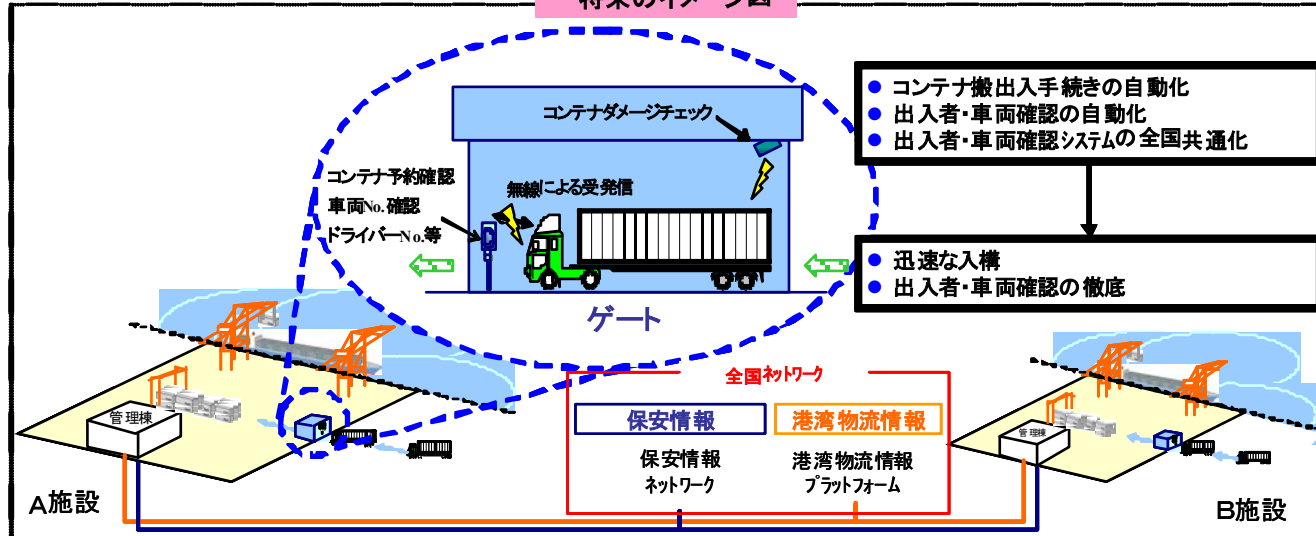 将来のイメージ図
コンテナダメージチェック
コンテナ予約確認
車両No.確認
ドライバーNo.等
無線による受発信
ゲート
● コンテナ搬出入手続きの自動化
● 出入者・車両確認の自動化
● 出入者・車両確認システムの全国共通化
● 迅速な入構
● 出入者・車両確認の徹底
全国ネットワーク
保安情報
港湾物流情報
保安情報
ネットワーク
港湾物流情報
プラットフォーム
管理棟
A施設
管理棟
B施設